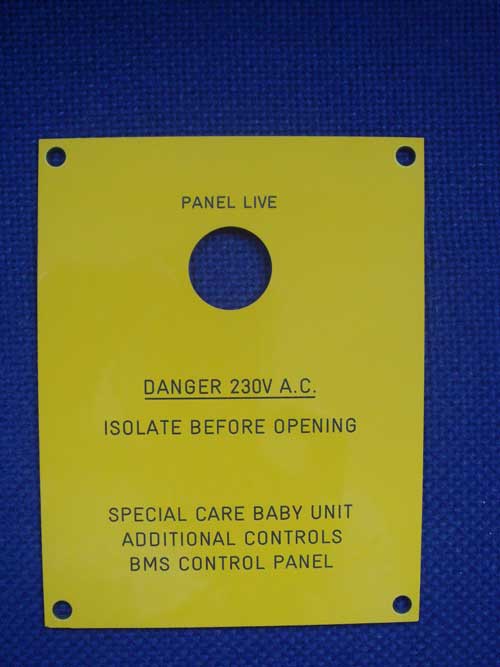 PANEL LIVE
DANGER 230V A.C.
ISOLATE BEFORE OPENING
SPECIAL CARE BABY UNIT
ADDITIONAL CONTROLS
BMS CONTROL PANEL